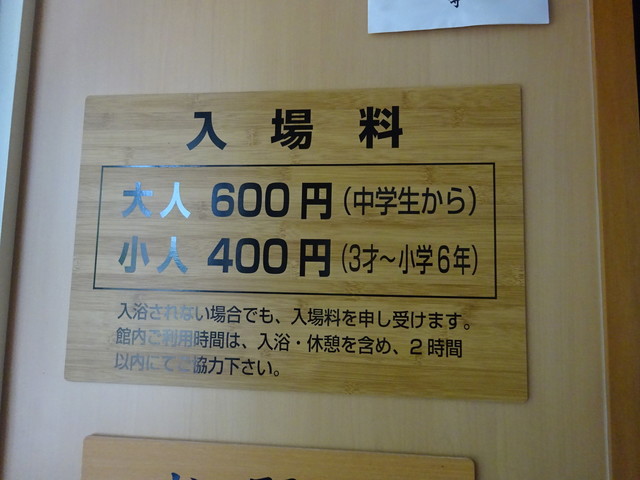 入場料
大人 600円(中学生から)
小人 400円(3才～小学6年)
入浴されない場合でも、入場料を申し受けます。
館内ご利用時間は、入浴・休憩を含め、2時間
以内にてご協力下さい。